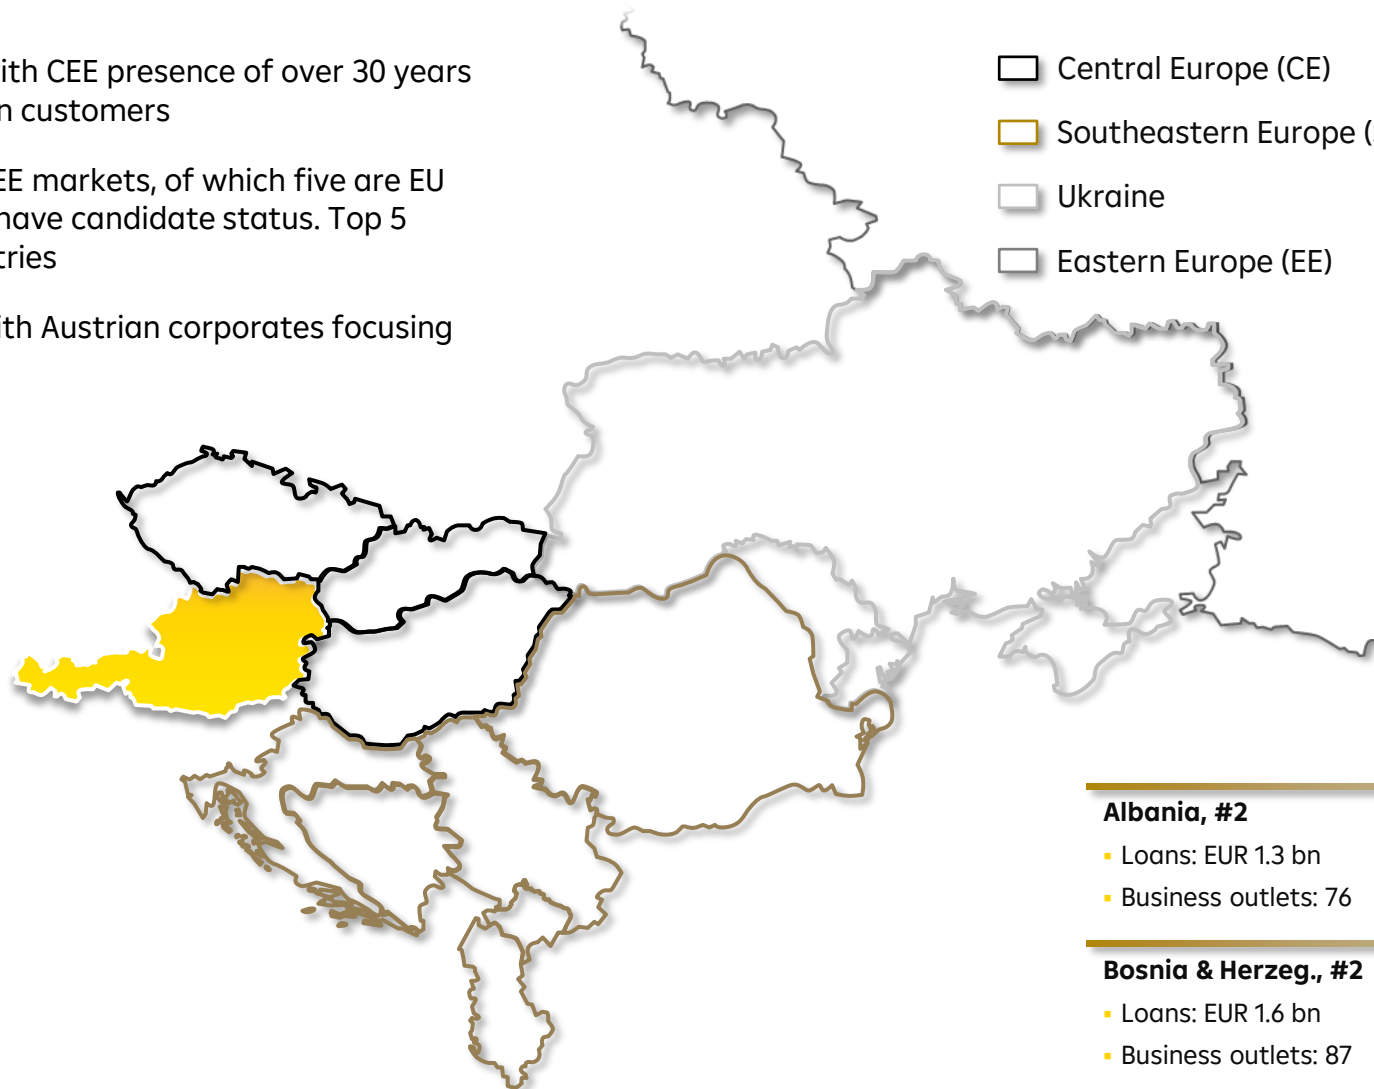 ith CEE presence of over 30 years
n customers
EE markets, of which five are EU
have candidate status. Top 5
tries
ith Austrian corporates focusing
Central Europe (CE)
Southeastern Europe (
Ukraine
Eastern Europe (EE)
Albania, #2
▪ Loans: EUR 1.3 bn
▪ Business outlets: 76
Bosnia & Herzeg., #2
▪ Loans: EUR 1.6 bn
▪ Business outlets: 87